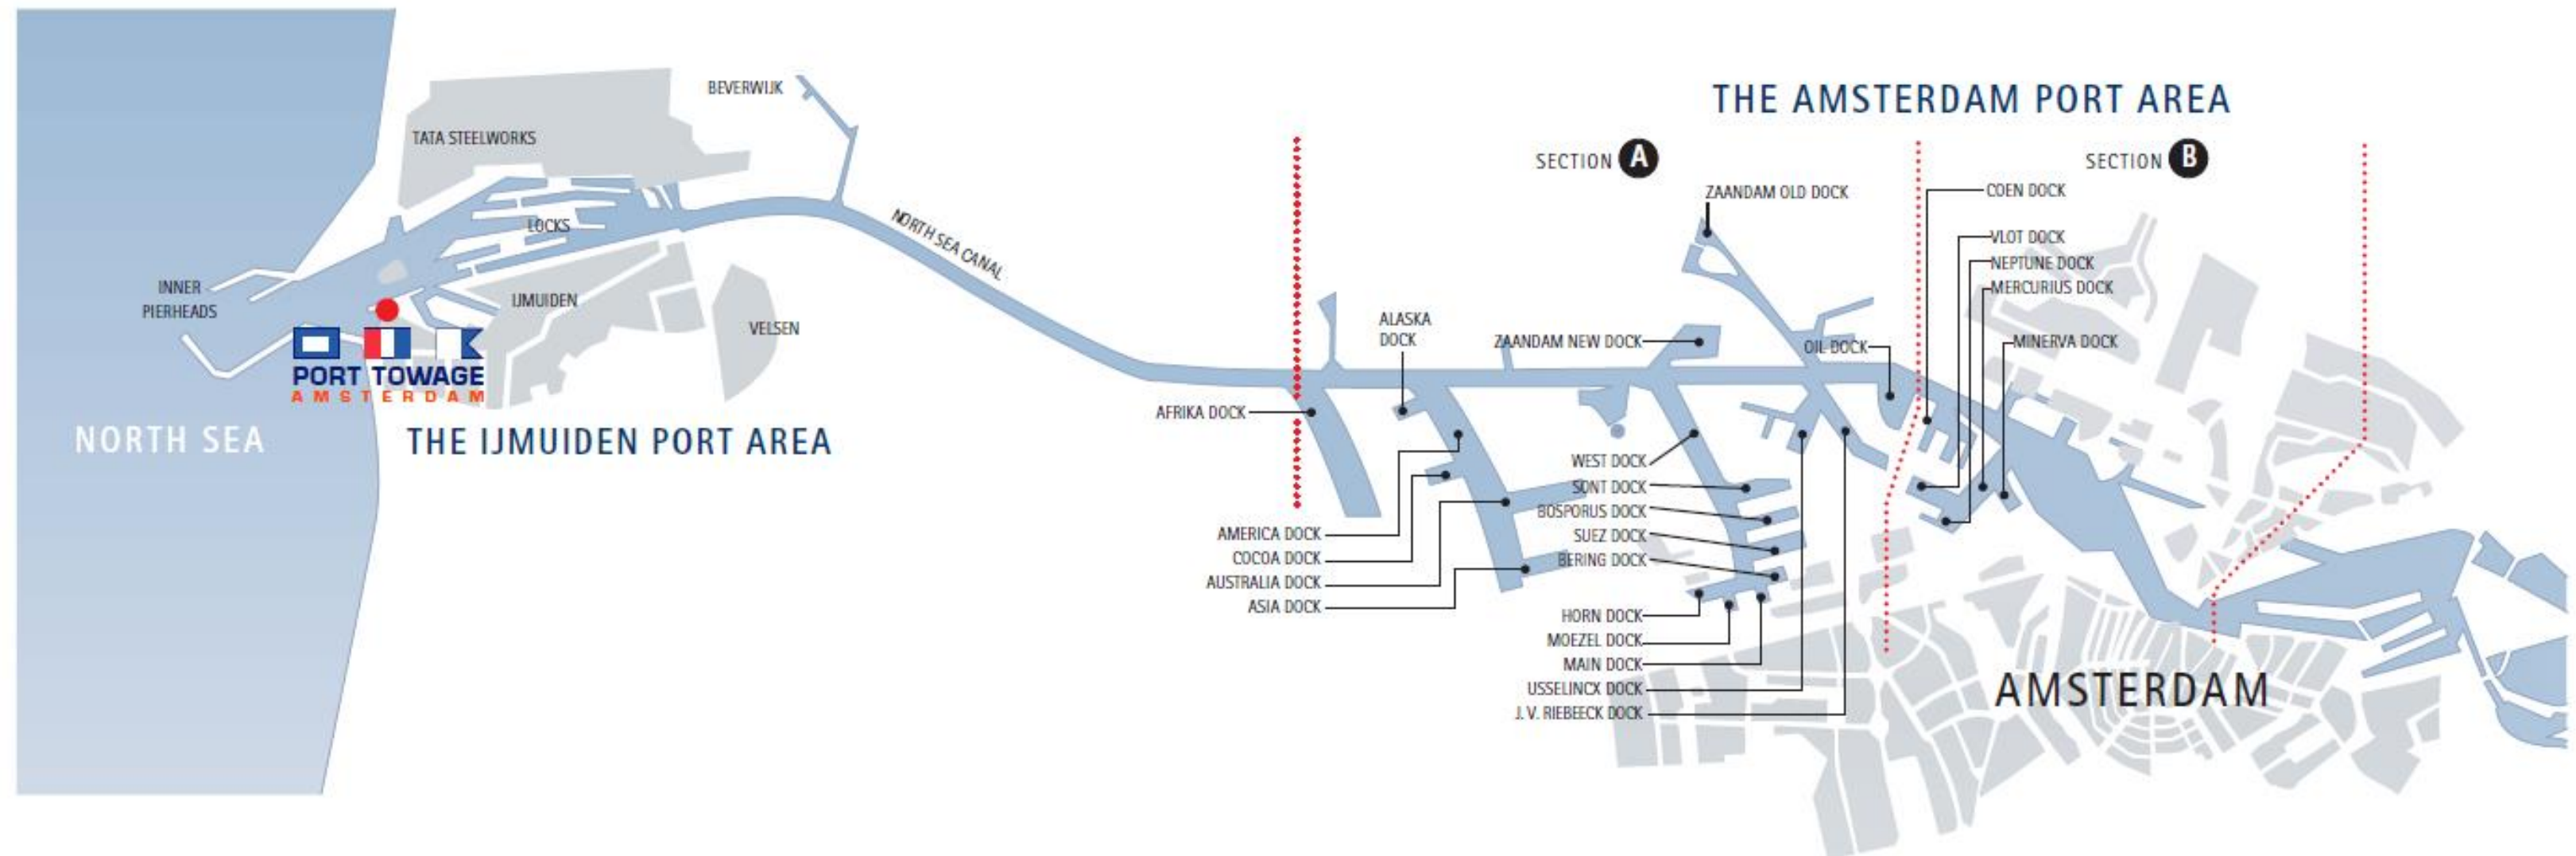 BEVERWIJK
TATA STEELWORKS
LOCKS
NORTH SEA CANAL
INNER
PIERHEADS
IJMUIDEN
VELSEN
PORT TOWAGE
AMSTERDAM
NORTH SEA
THE IJMUIDEN PORT AREA
THE AMSTERDAM PORT AREA
SECTION A
SECTION B
ZAANDAM OLD DOCK
COEN DOCK
VLOT DOCK
NEPTUNE DOCK
MERCURIUS DOCK
MINERVA DOCK
ALASKA
DOCK
ZAANDAM NEW DOCK
OIL DOCK
AFRIKA DOCK
WEST DOCK
SONT DOCK
BOSPORUS DOCK
SUEZ DOCK
BERING DOCK
AMERICA DOCK
COCOA DOCK
AUSTRALIA DOCK
ASIA DOCK
HORN DOCK
MOEZEL DOCK
MAIN DOCK
USSELINCX DOCK
J. V. RIEBEECK DOCK
AMSTERDAM